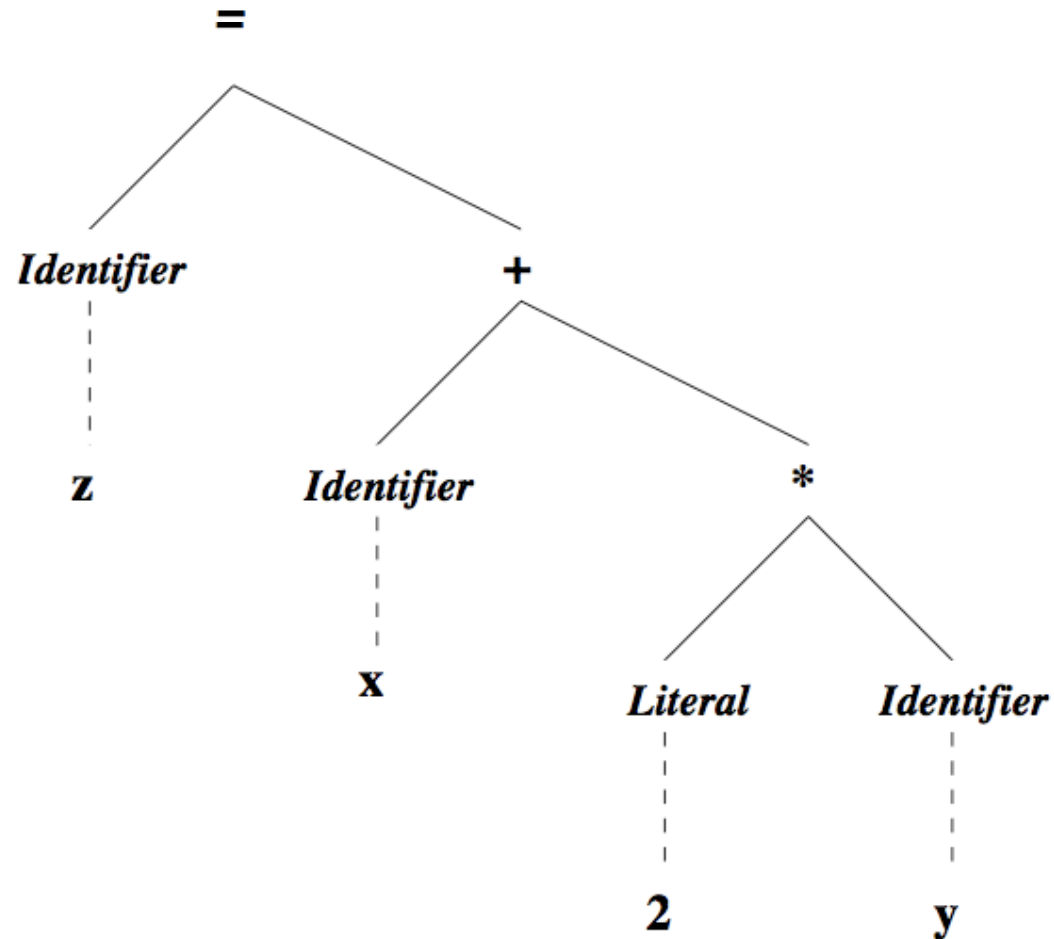 =
Identifier +
z Identifier *
x Literal Identifier
2 y